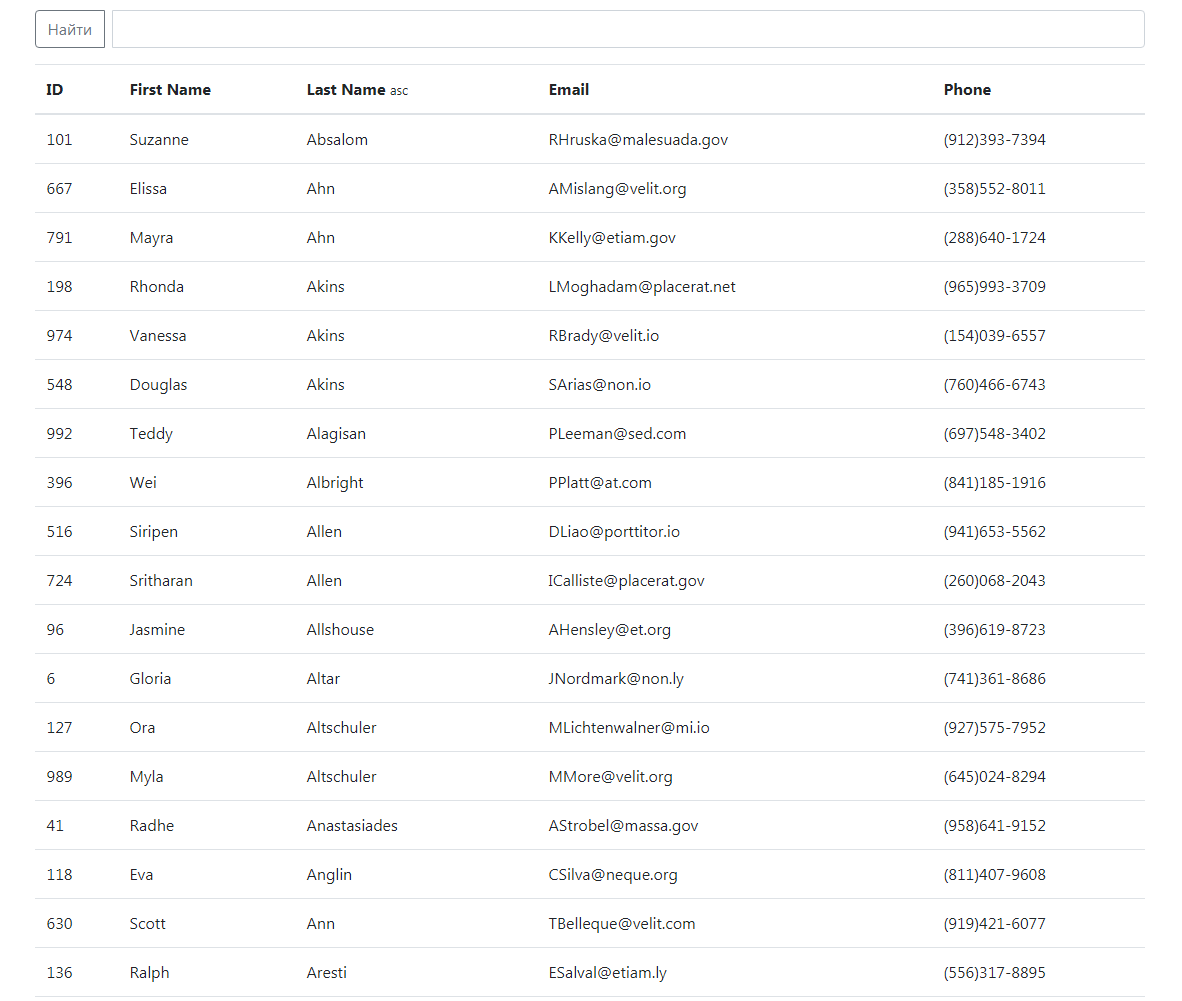 Найти
ID First Name Last Name asc Email Phone
101 Suzanne Absalom RHruska@malesuada.gov (912)393-7394
667 Elissa Ahn AMislang@velit.org (358)552-8011
791 Mayra Ahn KKelly@etiam.gov (288)640-1724
198 Rhonda Akins LMoghadam@placerat.net (965)993-3709
974 Vanessa Akins RBrady@velit.io (154)039-6557
548 Douglas Akins SArias@non.io (760)466-6743
992 Teddy Alagisan PLeeman@sed.com (697)548-3402
396 Wei Albright PPlatt@at.com (841)185-1916
516 Siripen Allen DLiao@porttitor.io (941)653-5562
724 Sritharan Allen ICalliste@placerat.gov (260)068-2043
96 Jasmine Allshouse AHensley@et.org (396)619-8723
6 Gloria Altar JNordmark@non.ly (741)361-8686
127 Ora Altschuler MLichtenwalner@mi.io (927)575-7952
989 Myla Altschuler MMore@velit.org (645)024-8294
41 Radhe Anastasiades AStrobel@massa.gov (958)641-9152
118 Eva Anglin CSilva@neque.org (811)407-9608
630 Scott Ann TBelleque@velit.com (919)421-6077
136 Ralph Aresti ESalval@etiam.ly (556)317-8895